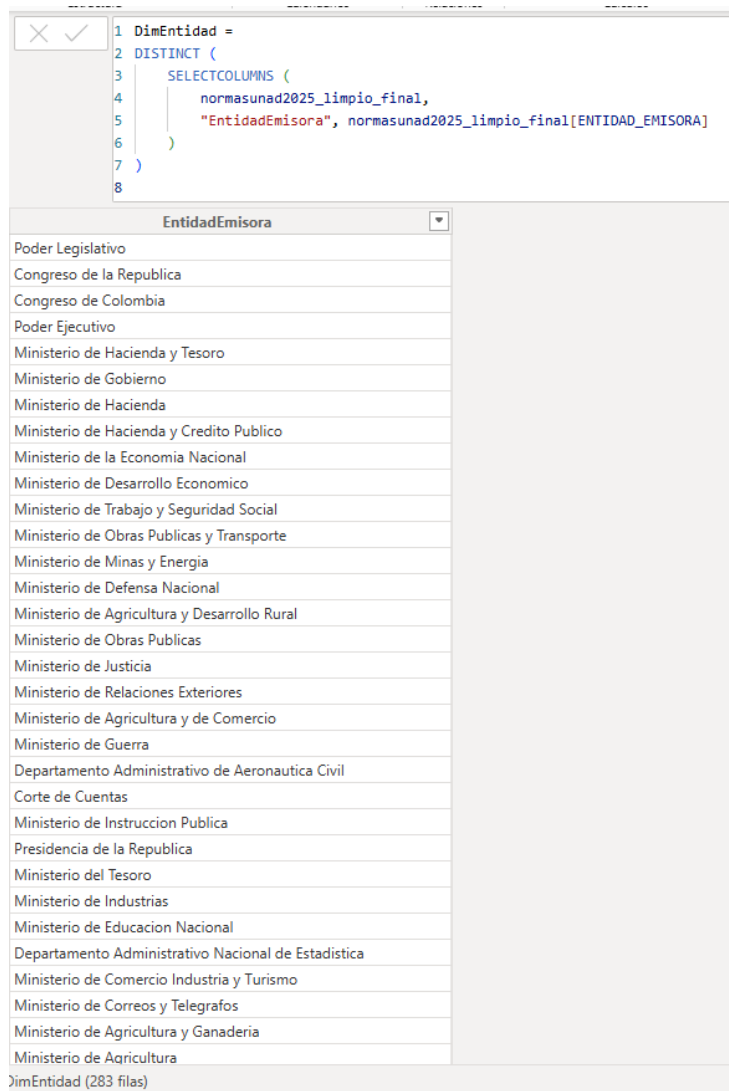 1 DimEntidad =
2 DISTINCT (
3 SELECTCOLUMNS (
4 normasunad2025_limpio_final,
5 "EntidadEmisora", normasunad2025_limpio_final[ENTIDAD_EMISORA]
6 )
7 )
8
EntidadEmisora
Poder Legislativo
Congreso de la Republica
Congreso de Colombia
Poder Ejecutivo
Ministerio de Hacienda y Tesoro
Ministerio de Gobierno
Ministerio de Hacienda
Ministerio de Hacienda y Credito Publico
Ministerio de la Economia Nacional
Ministerio de Desarrollo Economico
Ministerio de Trabajo y Seguridad Social
Ministerio de Obras Publicas y Transporte
Ministerio de Minas y Energia
Ministerio de Defensa Nacional
Ministerio de Agricultura y Desarrollo Rural
Ministerio de Obras Publicas
Ministerio de Justicia
Ministerio de Relaciones Exteriores
Ministerio de Agricultura y de Comercio
Ministerio de Guerra
Departamento Administrativo de Aeronautica Civil
Corte de Cuentas
Ministerio de Instruccion Publica
Presidencia de la Republica
Ministerio del Tesoro
Ministerio de Industrias
Ministerio de Educacion Nacional
Departamento Administrativo Nacional de Estadistica
Ministerio de Comercio Industria y Turismo
Ministerio de Correos y Telegrafos
Ministerio de Agricultura y Ganaderia
Ministerio de Agricultura
DimEntidad (283 filas)